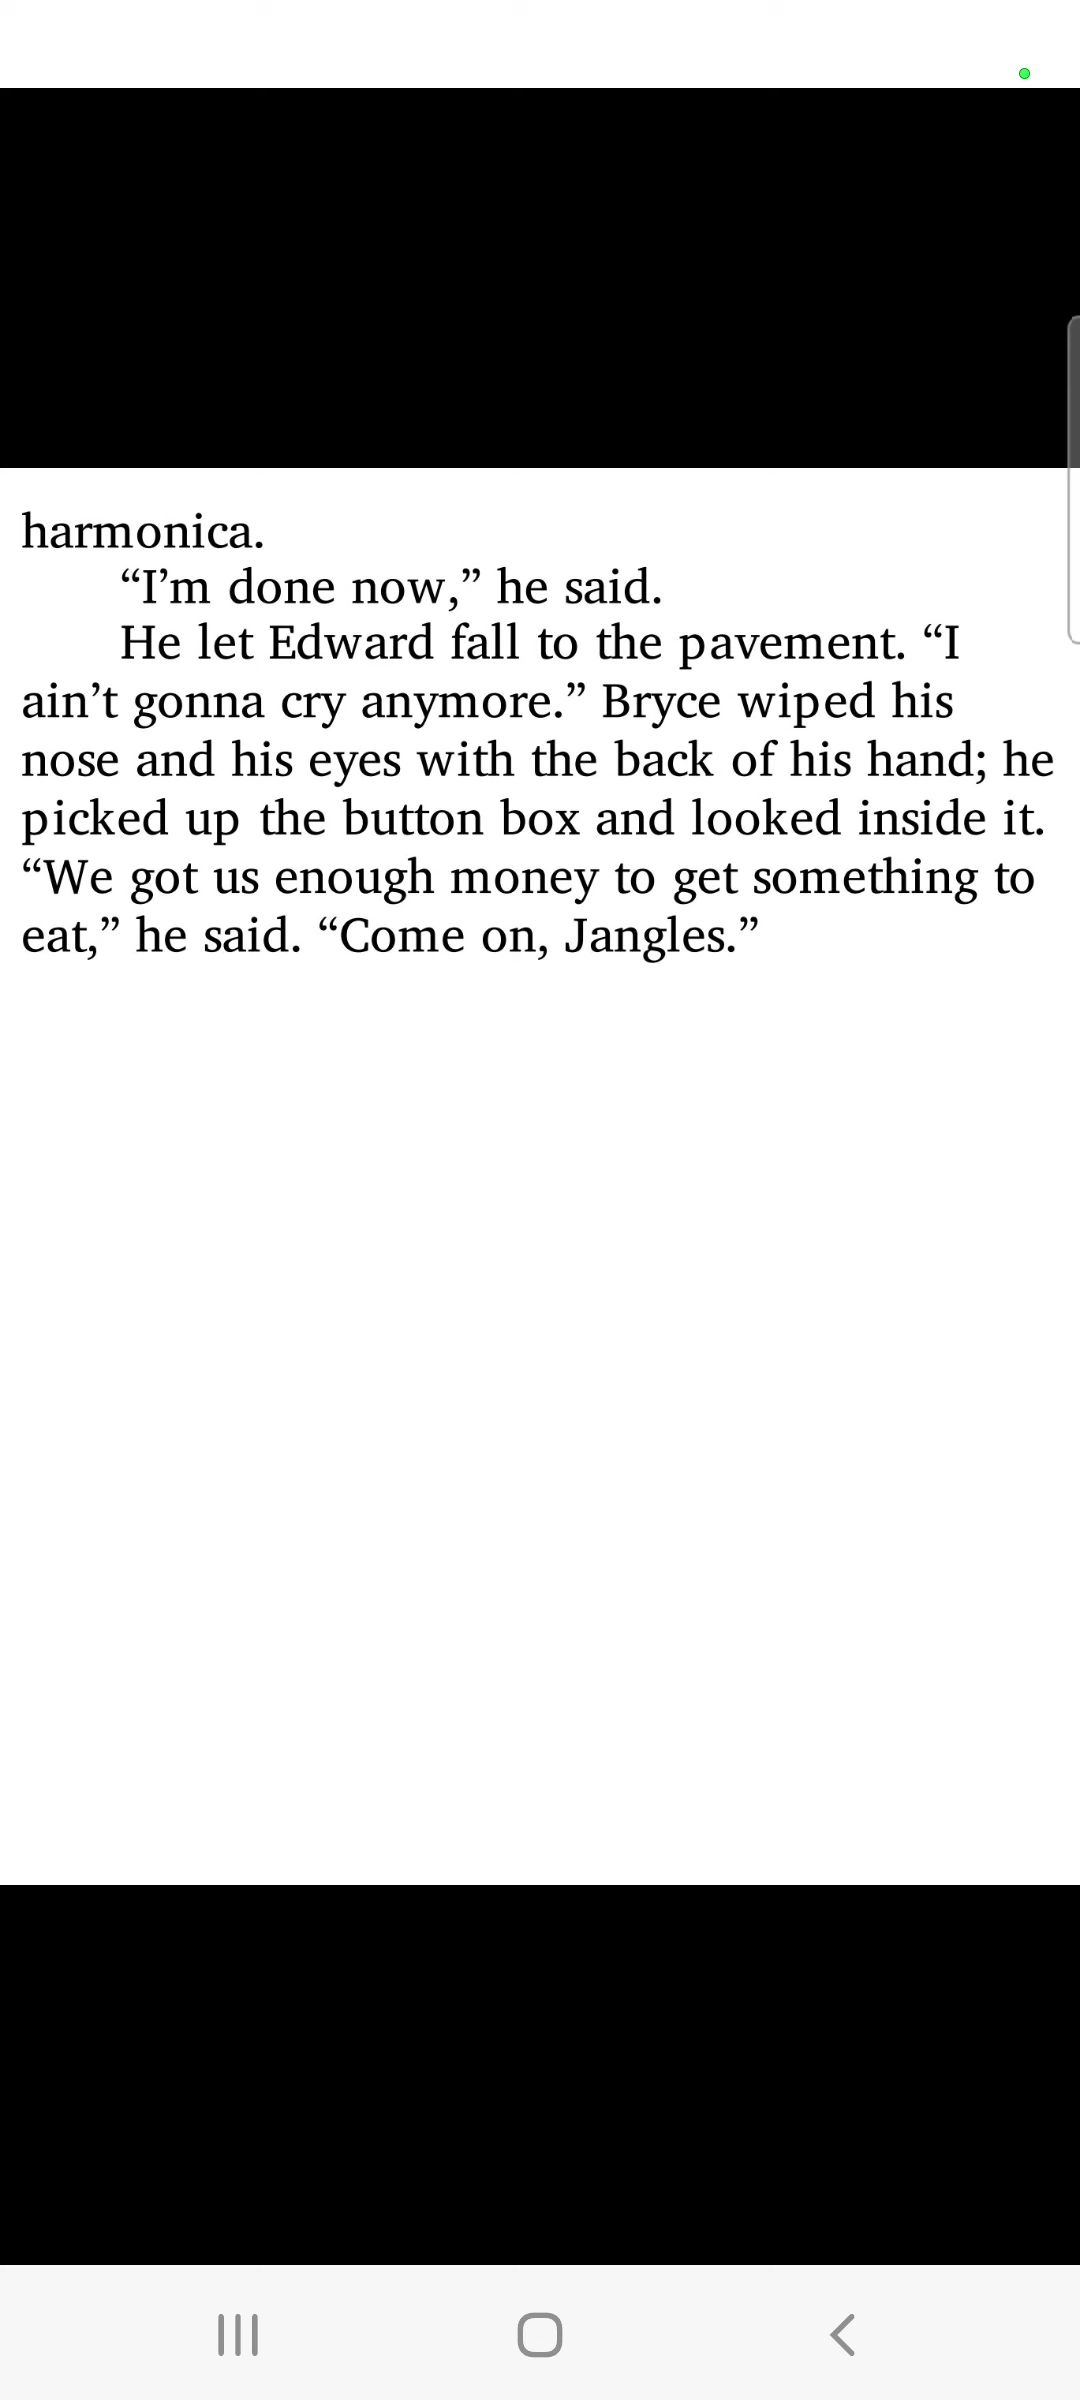 harmonica.
“I’m done now,” he said.
He let Edward fall to the pavement. “I
ain’t gonna cry anymore.” Bryce wiped his
nose and his eyes with the back of his hand; he
picked up the button box and looked inside it.
“We got us enough money to get something to
eat,” he said. “Come on, Jangles.”